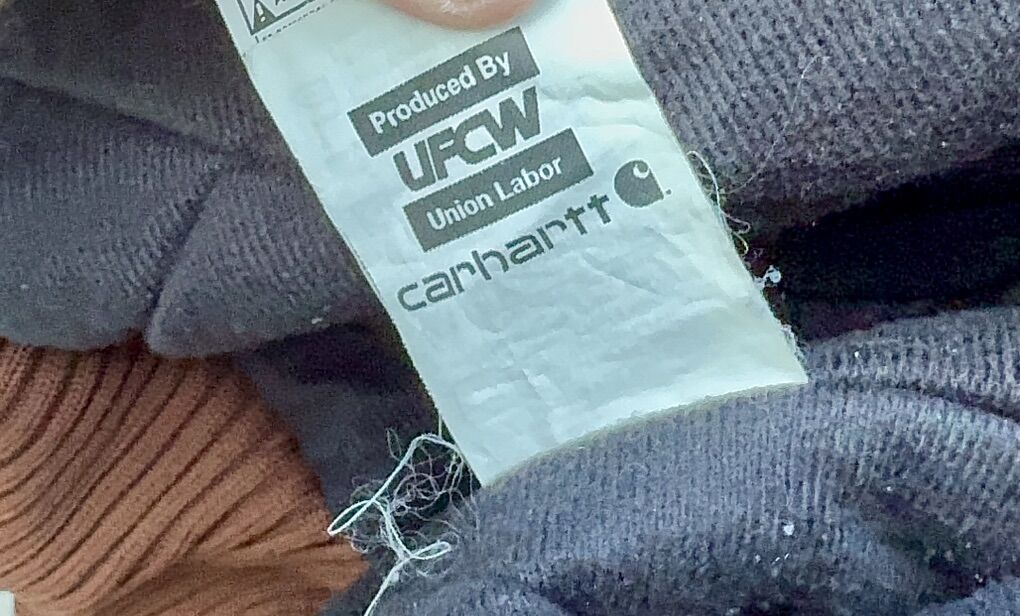 Produced By
UFCW
Union Labor
carhartt